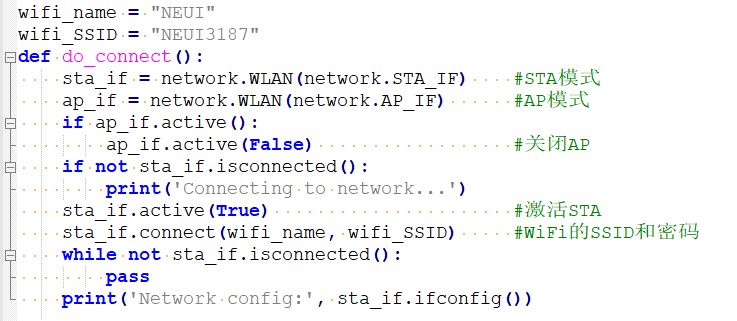 wifi_name = "NEUI"
wifi_SSID = "NEUI3187"
def do_connect():
    sta_if = network.WLAN(network.STA_IF)    #STA模式
    ap_if = network.WLAN(network.AP_IF)      #AP模式
    if ap_if.active():
        ap_if.active(False)                  #关闭AP
    if not sta_if.isconnected():
        print('Connecting to network...')
    sta_if.active(True)                      #激活STA
    sta_if.connect(wifi_name, wifi_SSID)     #WiFi的SSID和密码
    while not sta_if.isconnected():
        pass
    print('Network config:', sta_if.ifconfig())